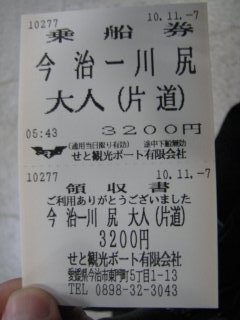 10277 10.11.-7
乗船券
今治ー川尻
大人(片道)
05:43 3200円
(通用当日限り有効) 途中下船無効
せと観光ボート有限会社
10277 10.11.-7
領収書
ご利用ありがとうございました
今治ー川尻 大人(片道)
3200円
せと観光ボート有限会社
愛媛県今治市東門町5丁目1-13
TEL 0898-32-3043